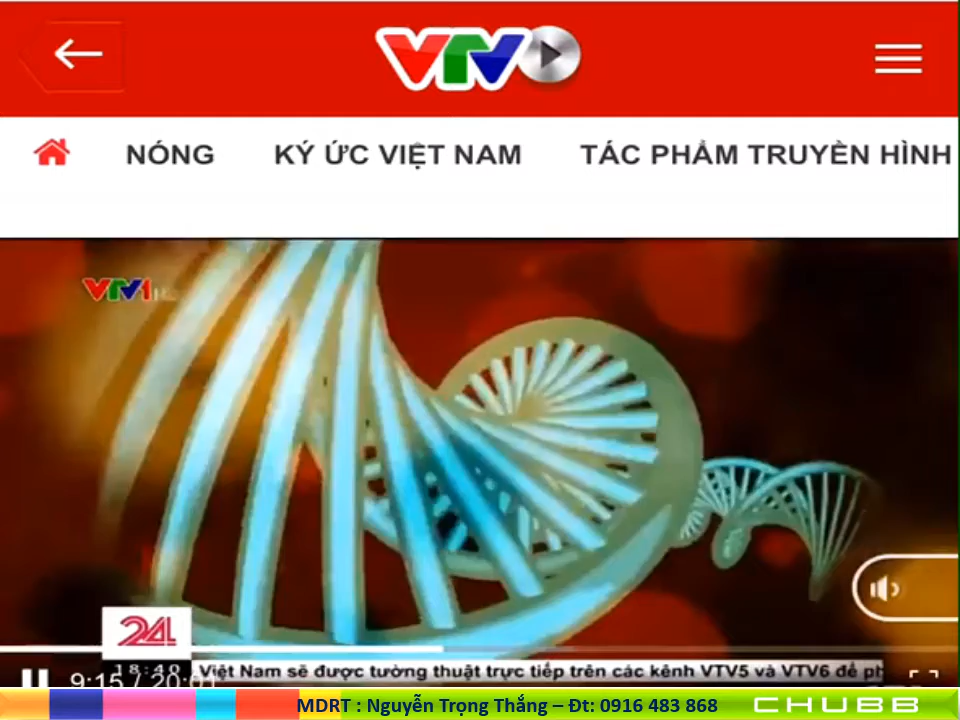 VTV
NÓNG KÝ ỨC VIỆT NAM TÁC PHẨM TRUYỀN HÌNH
VTV1
24
18:40 Việt Nam sẽ được tường thuật trực tiếp trên các kênh VTV5 và VTV6 để ph
9:15 / 20:01
MDRT : Nguyễn Trọng Thắng – Đt: 0916 483 868 CHUBB